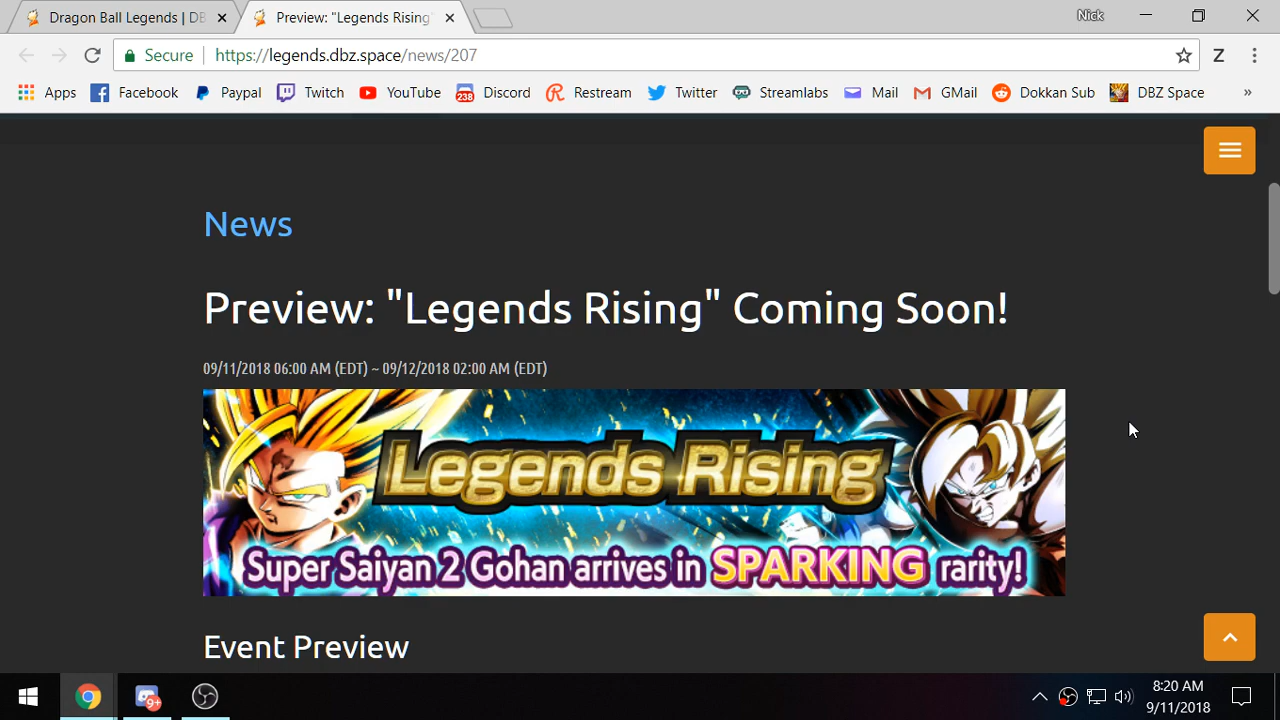 Dragon Ball Legends | DB
Preview: "Legends Rising"
Nick
Secure
https://legends.dbz.space/news/207
Z
Apps
Facebook
Paypal
Twitch
YouTube
238
Discord
Restream
Twitter
Streamlabs
Mail
GMail
Dokkan Sub
DBZ Space
»
News
Preview: "Legends Rising" Coming Soon!
09/11/2018 06:00 AM (EDT) ~ 09/12/2018 02:00 AM (EDT)
Legends Rising
Super Saiyan 2 Gohan arrives in SPARKING rarity!
Event Preview
9+
8:20 AM
9/11/2018